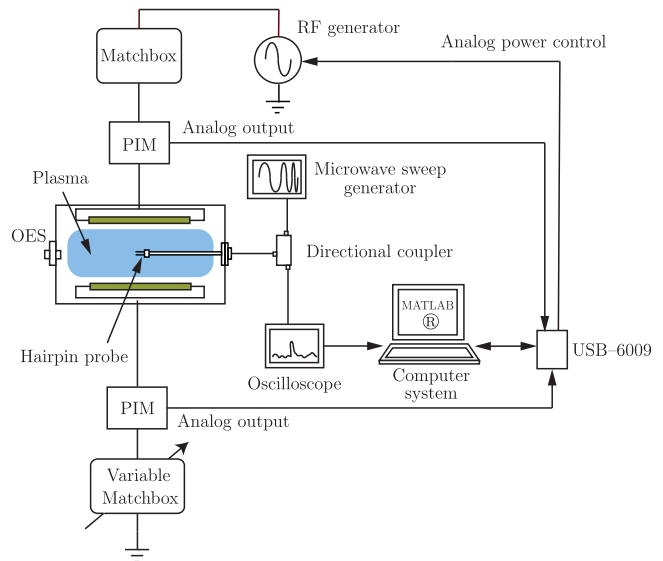 RF generator
Analog power control
Matchbox
PIM
Analog output
Plasma
Microwave sweep
generator
OES
Directional coupler
MATLAB
®
Hairpin probe
Oscilloscope
Computer
system
USB–6009
PIM
Analog output
Variable
Matchbox